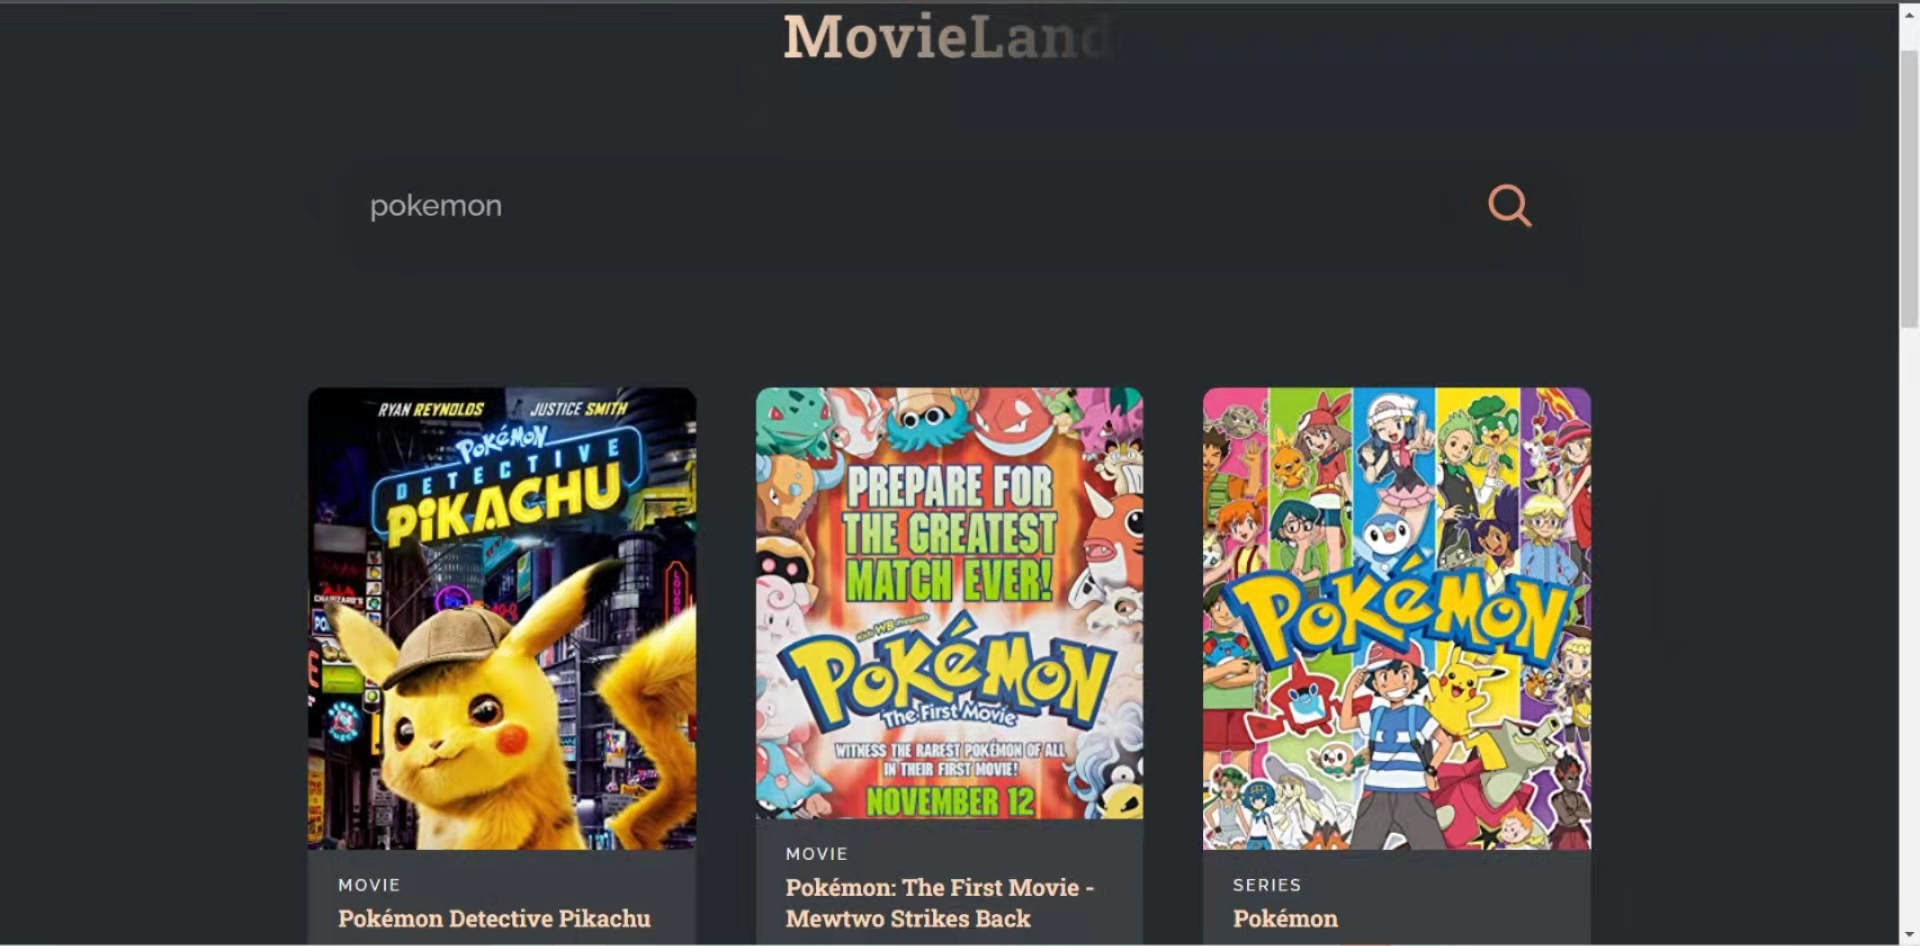 MovieLand
pokemon
RYAN REYNOLDS JUSTICE SMITH
POKéMON
DETECTIVE
PiKACHU
PREPARE FOR
THE GREATEST
MATCH EVER!
Kids WB Presents
POKéMON
The First Movie
WITNESS THE RAREST POKéMON OF ALL
IN THEIR FIRST MOVIE!
NOVEMBER 12
POKéMON
MOVIE
Pokémon Detective Pikachu
MOVIE
Pokémon: The First Movie -
Mewtwo Strikes Back
SERIES
Pokémon